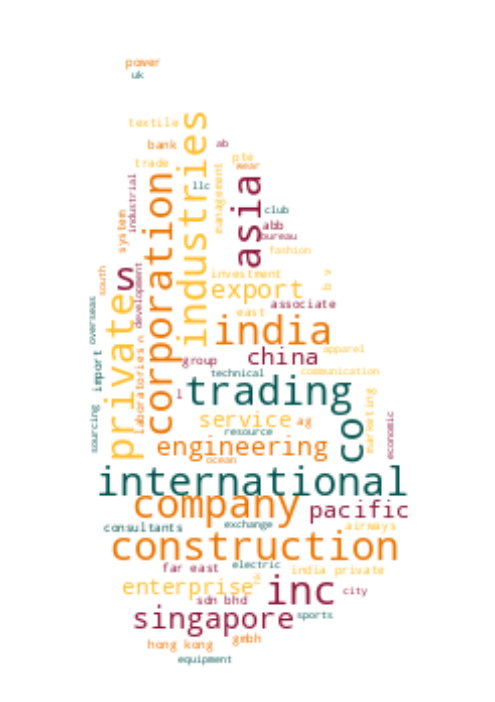 power
uk
textile
industries
bank
ab
trade
pte
wear
industrial
corporation
llc
management
asia
system
club
abb
bureau
fashion
south
s
development
investment
b v
private
export
overseas
associate
east
india
n
apparel
import
laboratories
group
china
technical
communication
l
trading
sourcing
service
ag
co
marketing
economic
resource
engineering
ocean
international
company
pacific
consultants
exchange
airways
construction
far east
electric
india private
enterprise
uk
inc
city
sdn bhd
singapore
sports
hong kong
gmbh
equipment